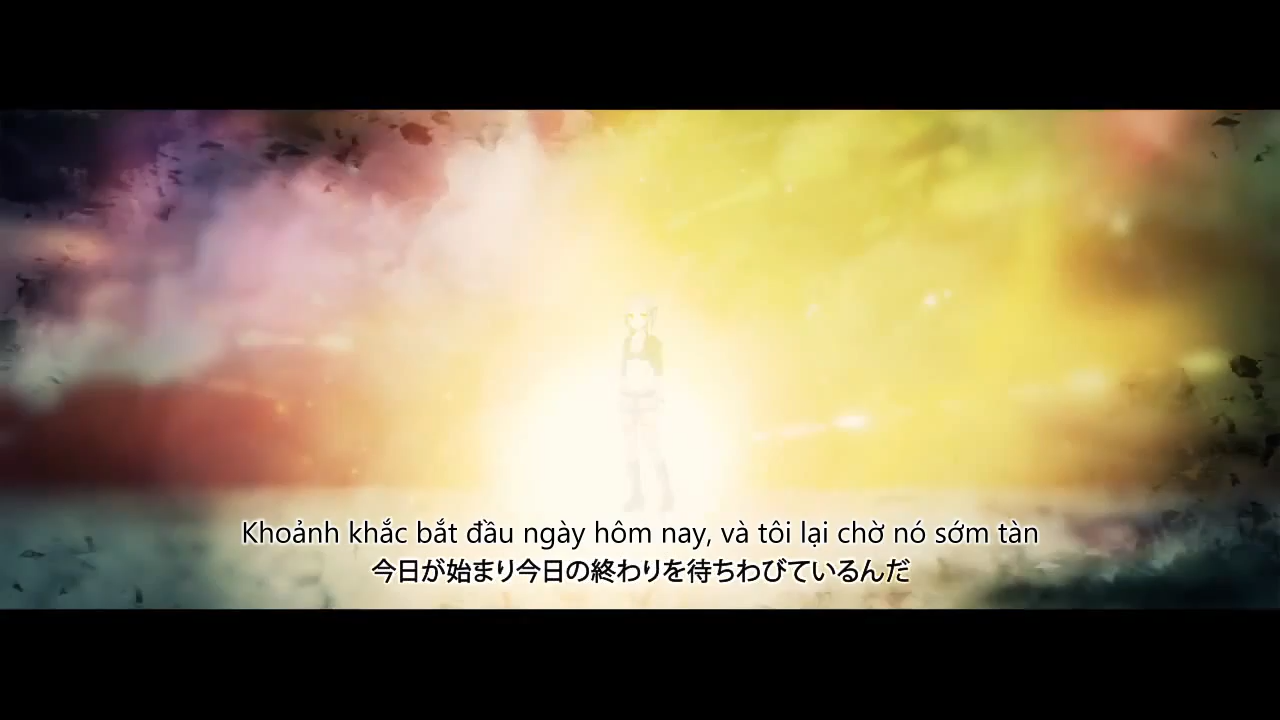 Khoảnh khắc bắt đầu ngày hôm nay, và tôi lại chờ nó sớm tàn
今日が始まり今日の終わりを待ちわびているんだ